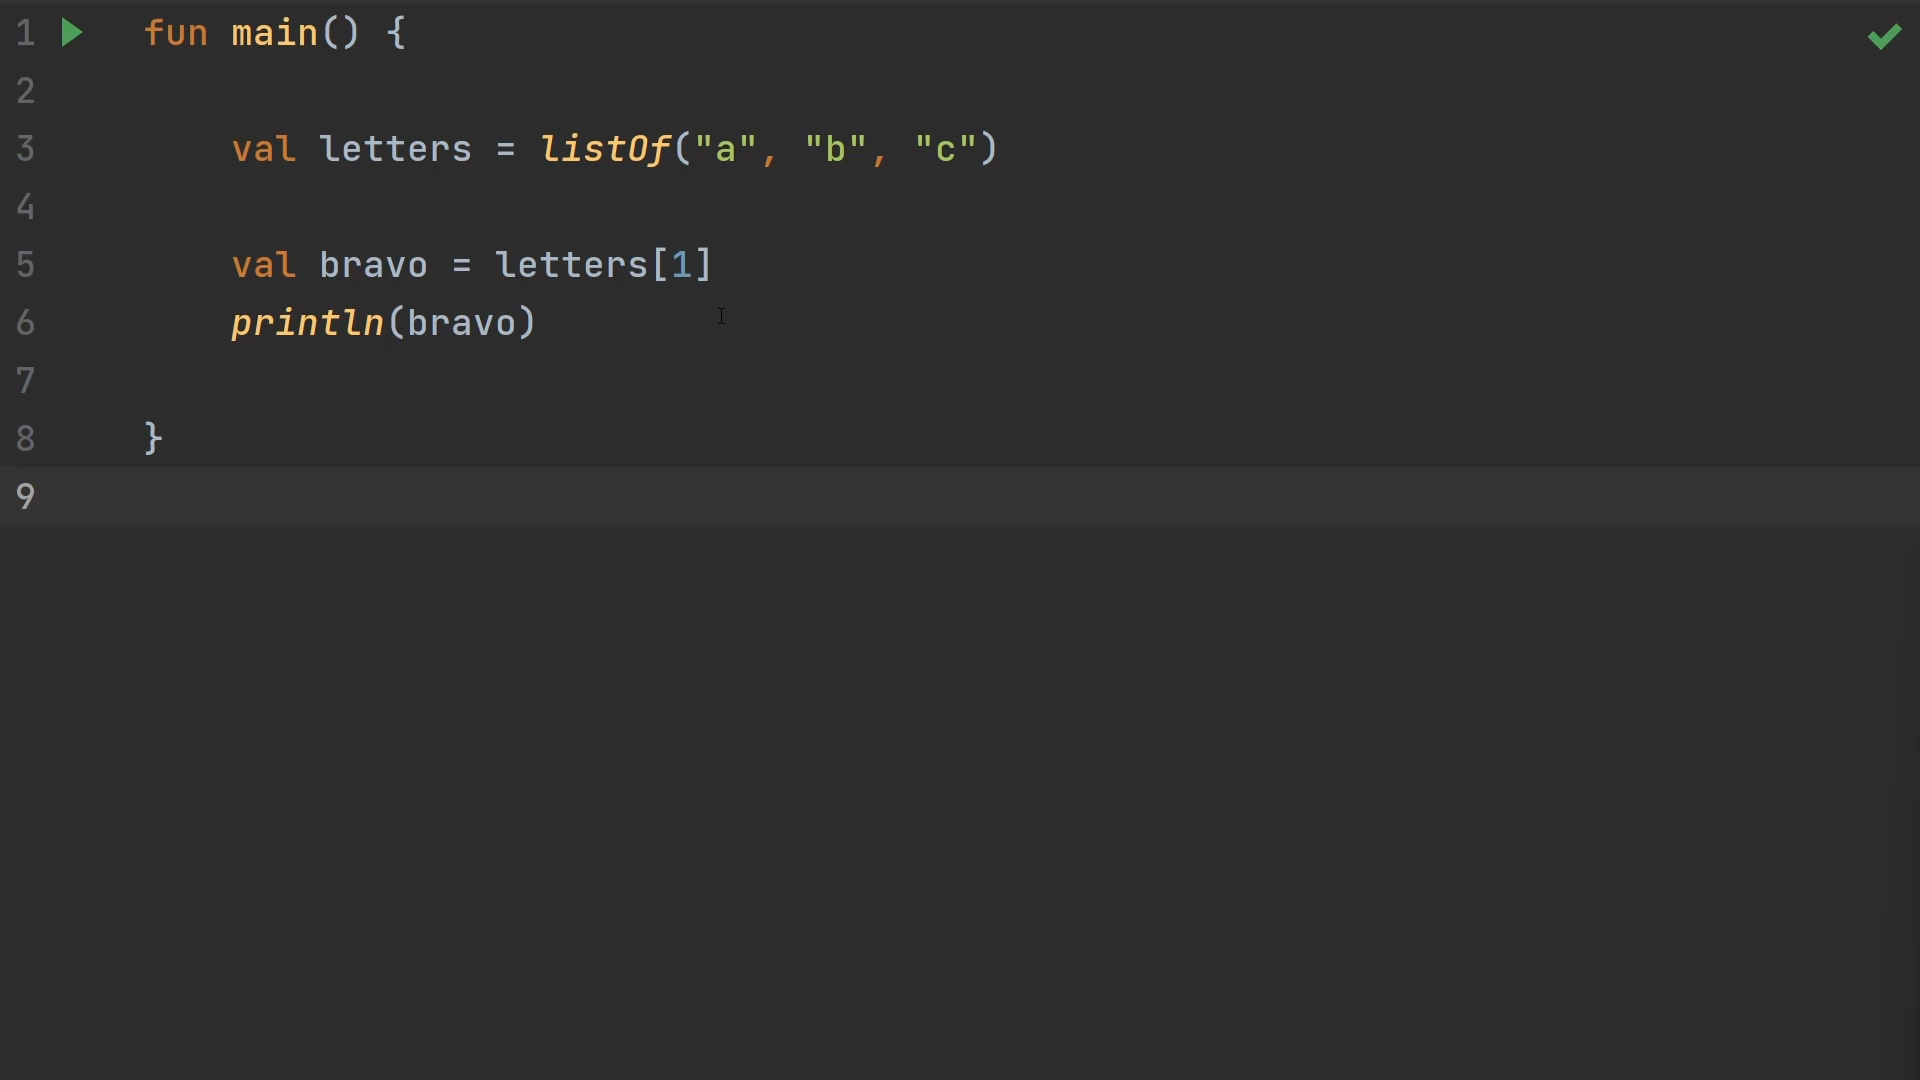 1 fun main() {
2
3 val letters = listOf("a", "b", "c")
4
5 val bravo = letters[1]
6 println(bravo)
7
8 }
9